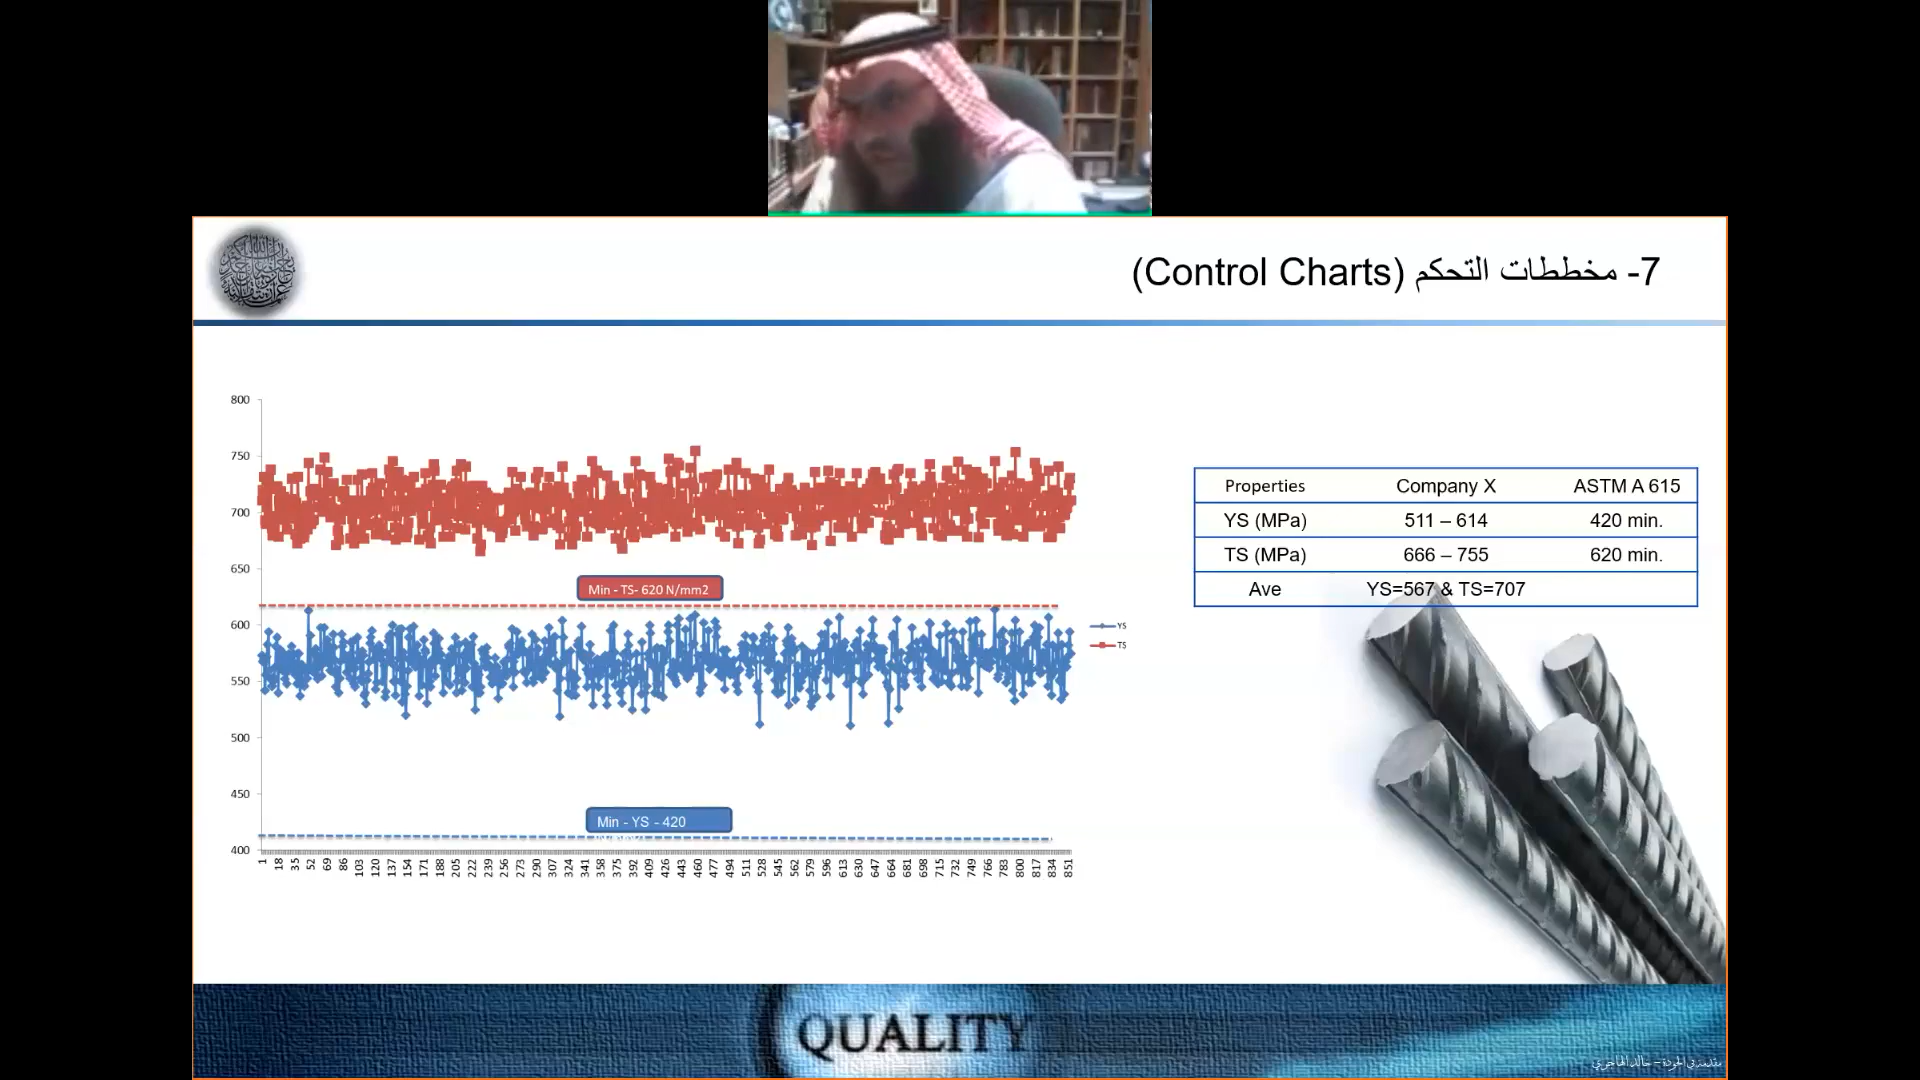 7- مخططات التحكم (Control Charts)
800
750
700
650
600
550
500
450
400
Min - TS- 620 N/mm2
Min - YS - 420
YS
TS
1 18 35 52 69 86 103 120 137 154 171 188 205 222 239 256 273 290 307 324 341 358 375 392 409 426 443 460 477 494 511 528 545 562 579 596 613 630 647 664 681 698 715 732 749 766 783 800 817 834 851
Properties Company X ASTM A 615
YS (MPa) 511 – 614 420 min.
TS (MPa) 666 – 755 620 min.
Ave YS=567 & TS=707
QUALITY
مقدمة في الجودة – خالد الهاجري